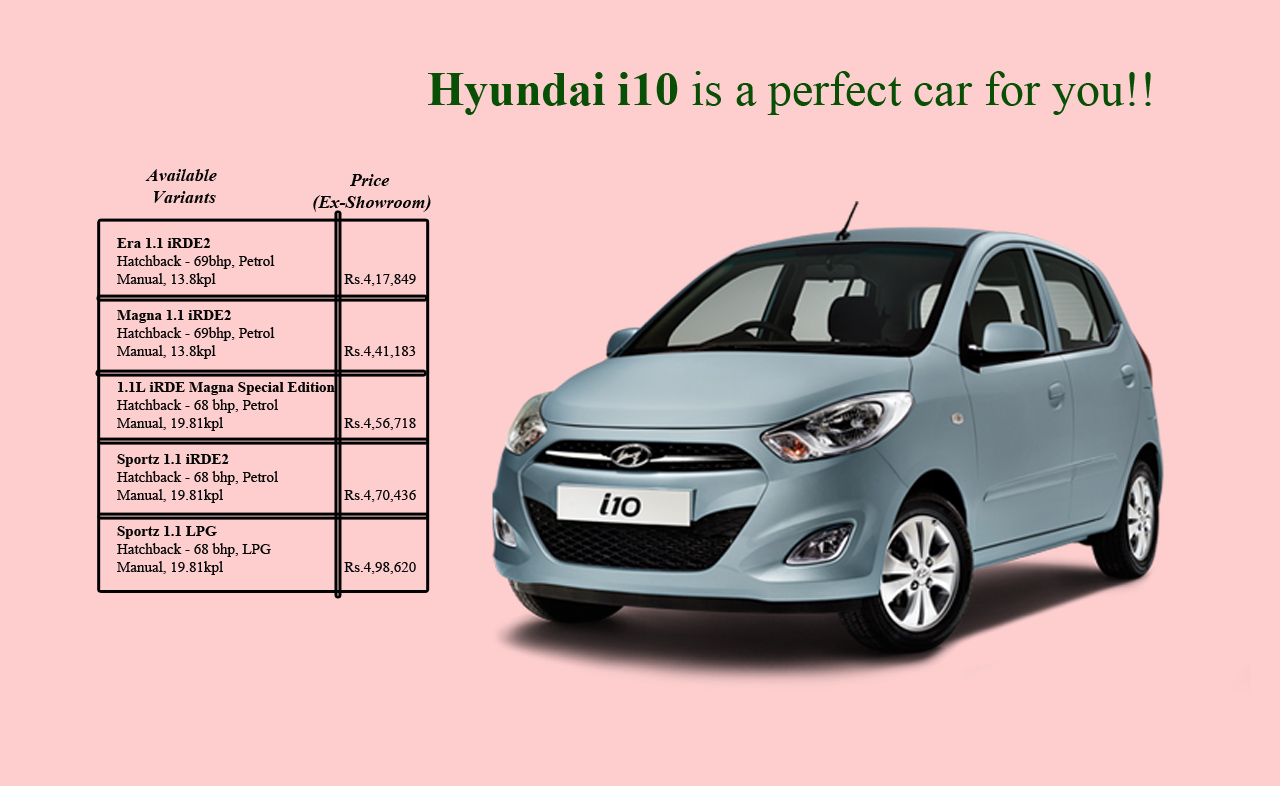 Hyundai i10 is a perfect car for you!!
Available
Variants
Price
(Ex-Showroom)
Era 1.1 iRDE2
Hatchback - 69bhp, Petrol
Manual, 13.8kpl
Rs.4,17,849
Magna 1.1 iRDE2
Hatchback - 69bhp, Petrol
Manual, 13.8kpl
Rs.4,41,183
1.1L iRDE Magna Special Edition
Hatchback - 68 bhp, Petrol
Manual, 19.81kpl
Rs.4,56,718
Sportz 1.1 iRDE2
Hatchback - 68 bhp, Petrol
Manual, 19.81kpl
Rs.4,70,436
Sportz 1.1 LPG
Hatchback - 68 bhp, LPG
Manual, 19.81kpl
Rs.4,98,620
i10